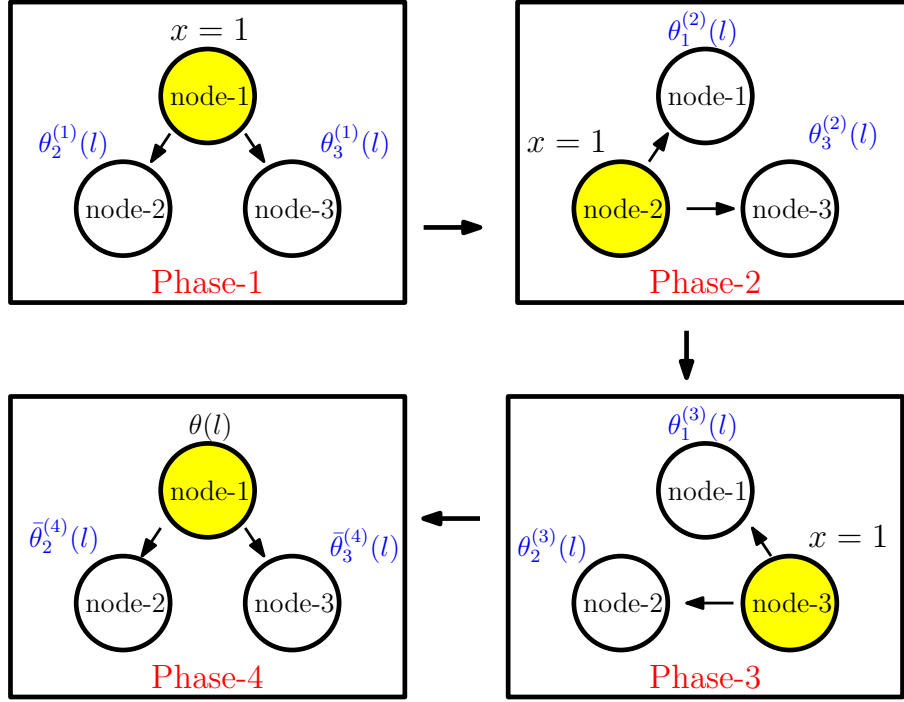 x = 1
node-1
θ_2^{(1)}(l)
θ_3^{(1)}(l)
node-2
node-3
Phase-1
θ_1^{(2)}(l)
node-1
θ_3^{(2)}(l)
x = 1
node-2
node-3
Phase-2
θ(l)
node-1
θ̄_2^{(4)}(l)
θ̄_3^{(4)}(l)
node-2
node-3
Phase-4
θ_1^{(3)}(l)
node-1
θ_2^{(3)}(l)
x = 1
node-2
node-3
Phase-3